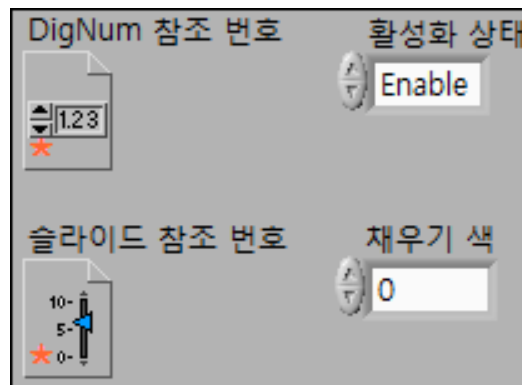 DigNum 참조 번호
활성화 상태
1.23
Enable
슬라이드 참조 번호
채우기 색
10-
5-
0-
0